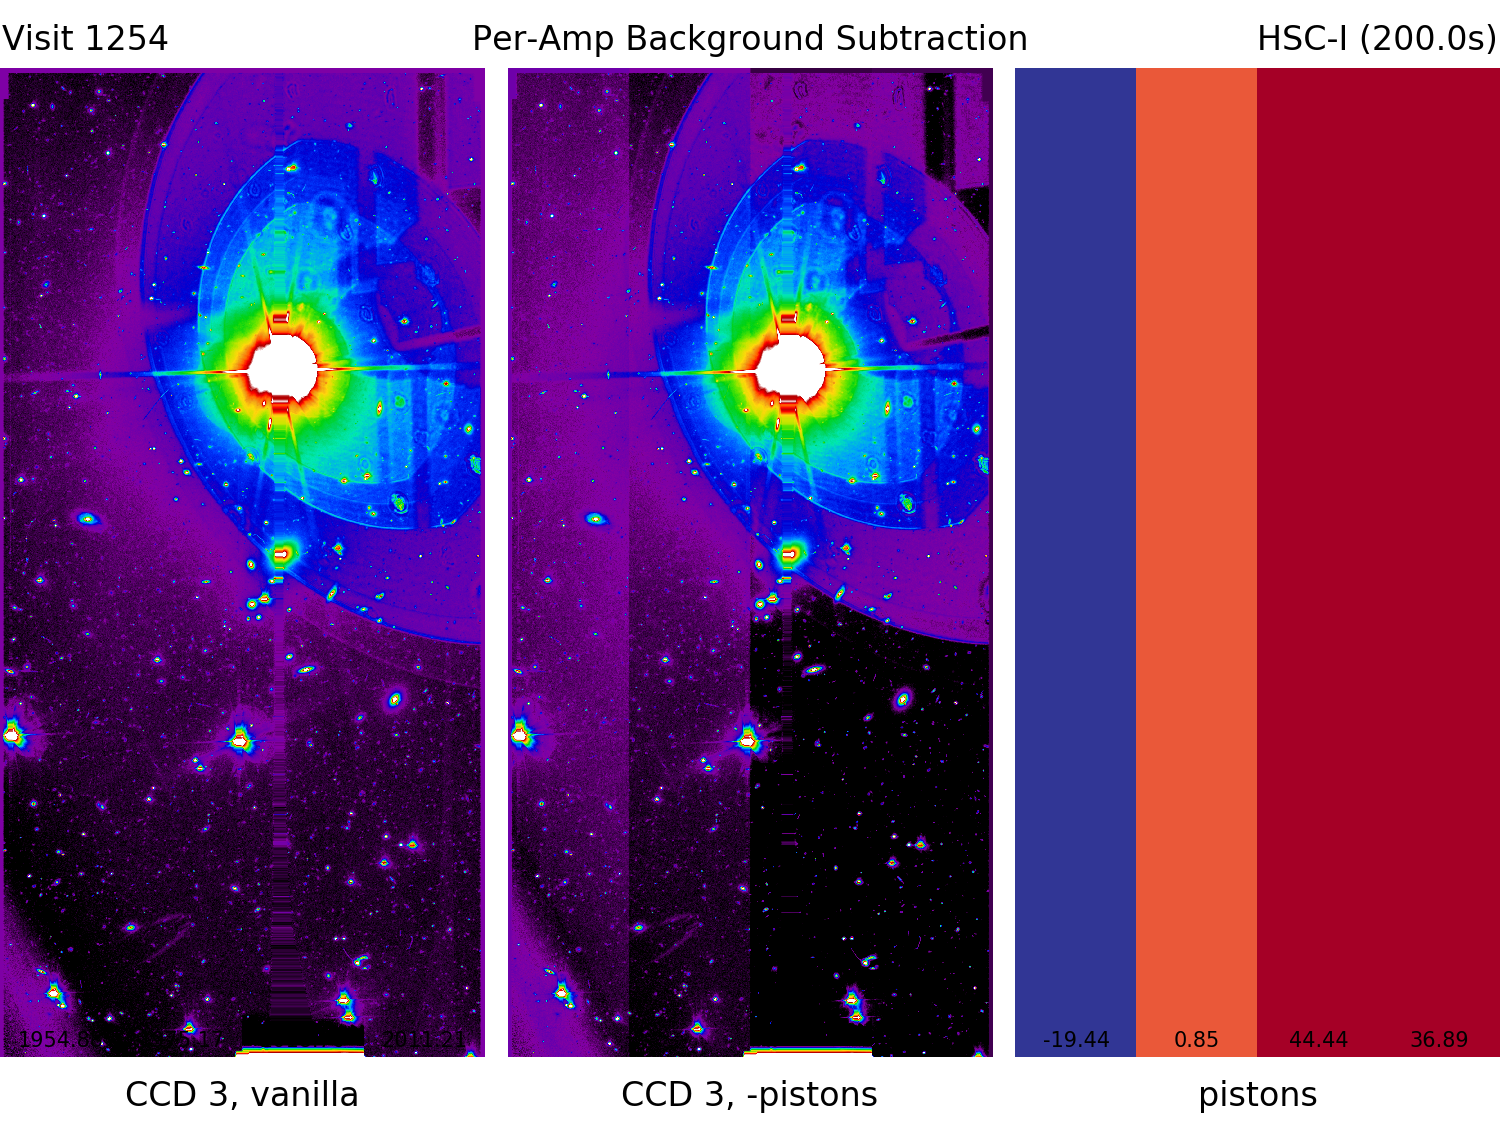 Visit 1254 Per-Amp Background Subtraction HSC-I (200.0s)
2011.21
-19.44 0.85 44.44 36.89
CCD 3, vanilla CCD 3, -pistons pistons